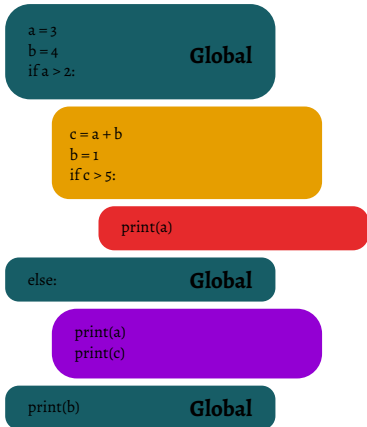 a = 3
b = 4
if a > 2:
Global
c = a + b
b = 1
if c > 5:
print(a)
else:
Global
print(a)
print(c)
print(b)
Global